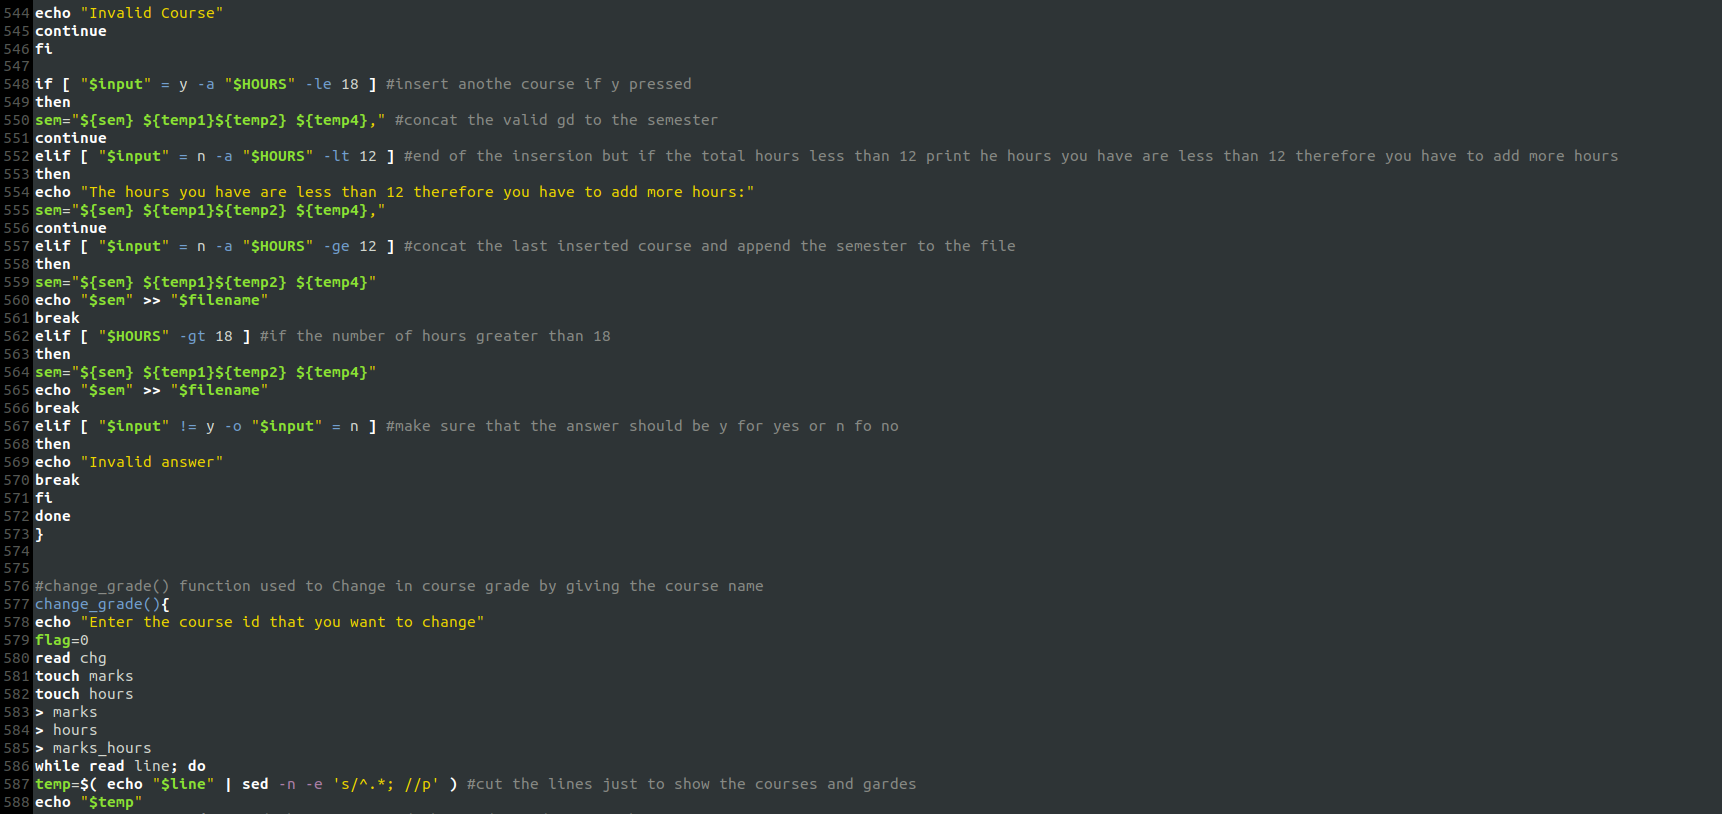 544 echo "Invalid Course"
545 continue
546 fi
547
548 if [ "$input" = y -a "$HOURS" -le 18 ] #insert anothe course if y pressed
549 then
550 sem="${sem} ${temp1}${temp2} ${temp4}," #concat the valid gd to the semester
551 continue
552 elif [ "$input" = n -a "$HOURS" -lt 12 ] #end of the insersion but if the total hours less than 12 print he hours you have are less than 12 therefore you have to add more hours
553 then
554 echo "The hours you have are less than 12 therefore you have to add more hours:"
555 sem="${sem} ${temp1}${temp2} ${temp4},"
556 continue
557 elif [ "$input" = n -a "$HOURS" -ge 12 ] #concat the last inserted course and append the semester to the file
558 then
559 sem="${sem} ${temp1}${temp2} ${temp4}"
560 echo "$sem" >> "$filename"
561 break
562 elif [ "$HOURS" -gt 18 ] #if the number of hours greater than 18
563 then
564 sem="${sem} ${temp1}${temp2} ${temp4}"
565 echo "$sem" >> "$filename"
566 break
567 elif [ "$input" != y -o "$input" = n ] #make sure that the answer should be y for yes or n fo no
568 then
569 echo "Invalid answer"
570 break
571 fi
572 done
573 }
574
575
576 #change_grade() function used to Change in course grade by giving the course name
577 change_grade(){
578 echo "Enter the course id that you want to change"
579 flag=0
580 read chg
581 touch marks
582 touch hours
583 > marks
584 > hours
585 > marks_hours
586 while read line; do
587 temp=$( echo "$line" | sed -n -e 's/^.*; //p' ) #cut the lines just to show the courses and gardes
588 echo "$temp"